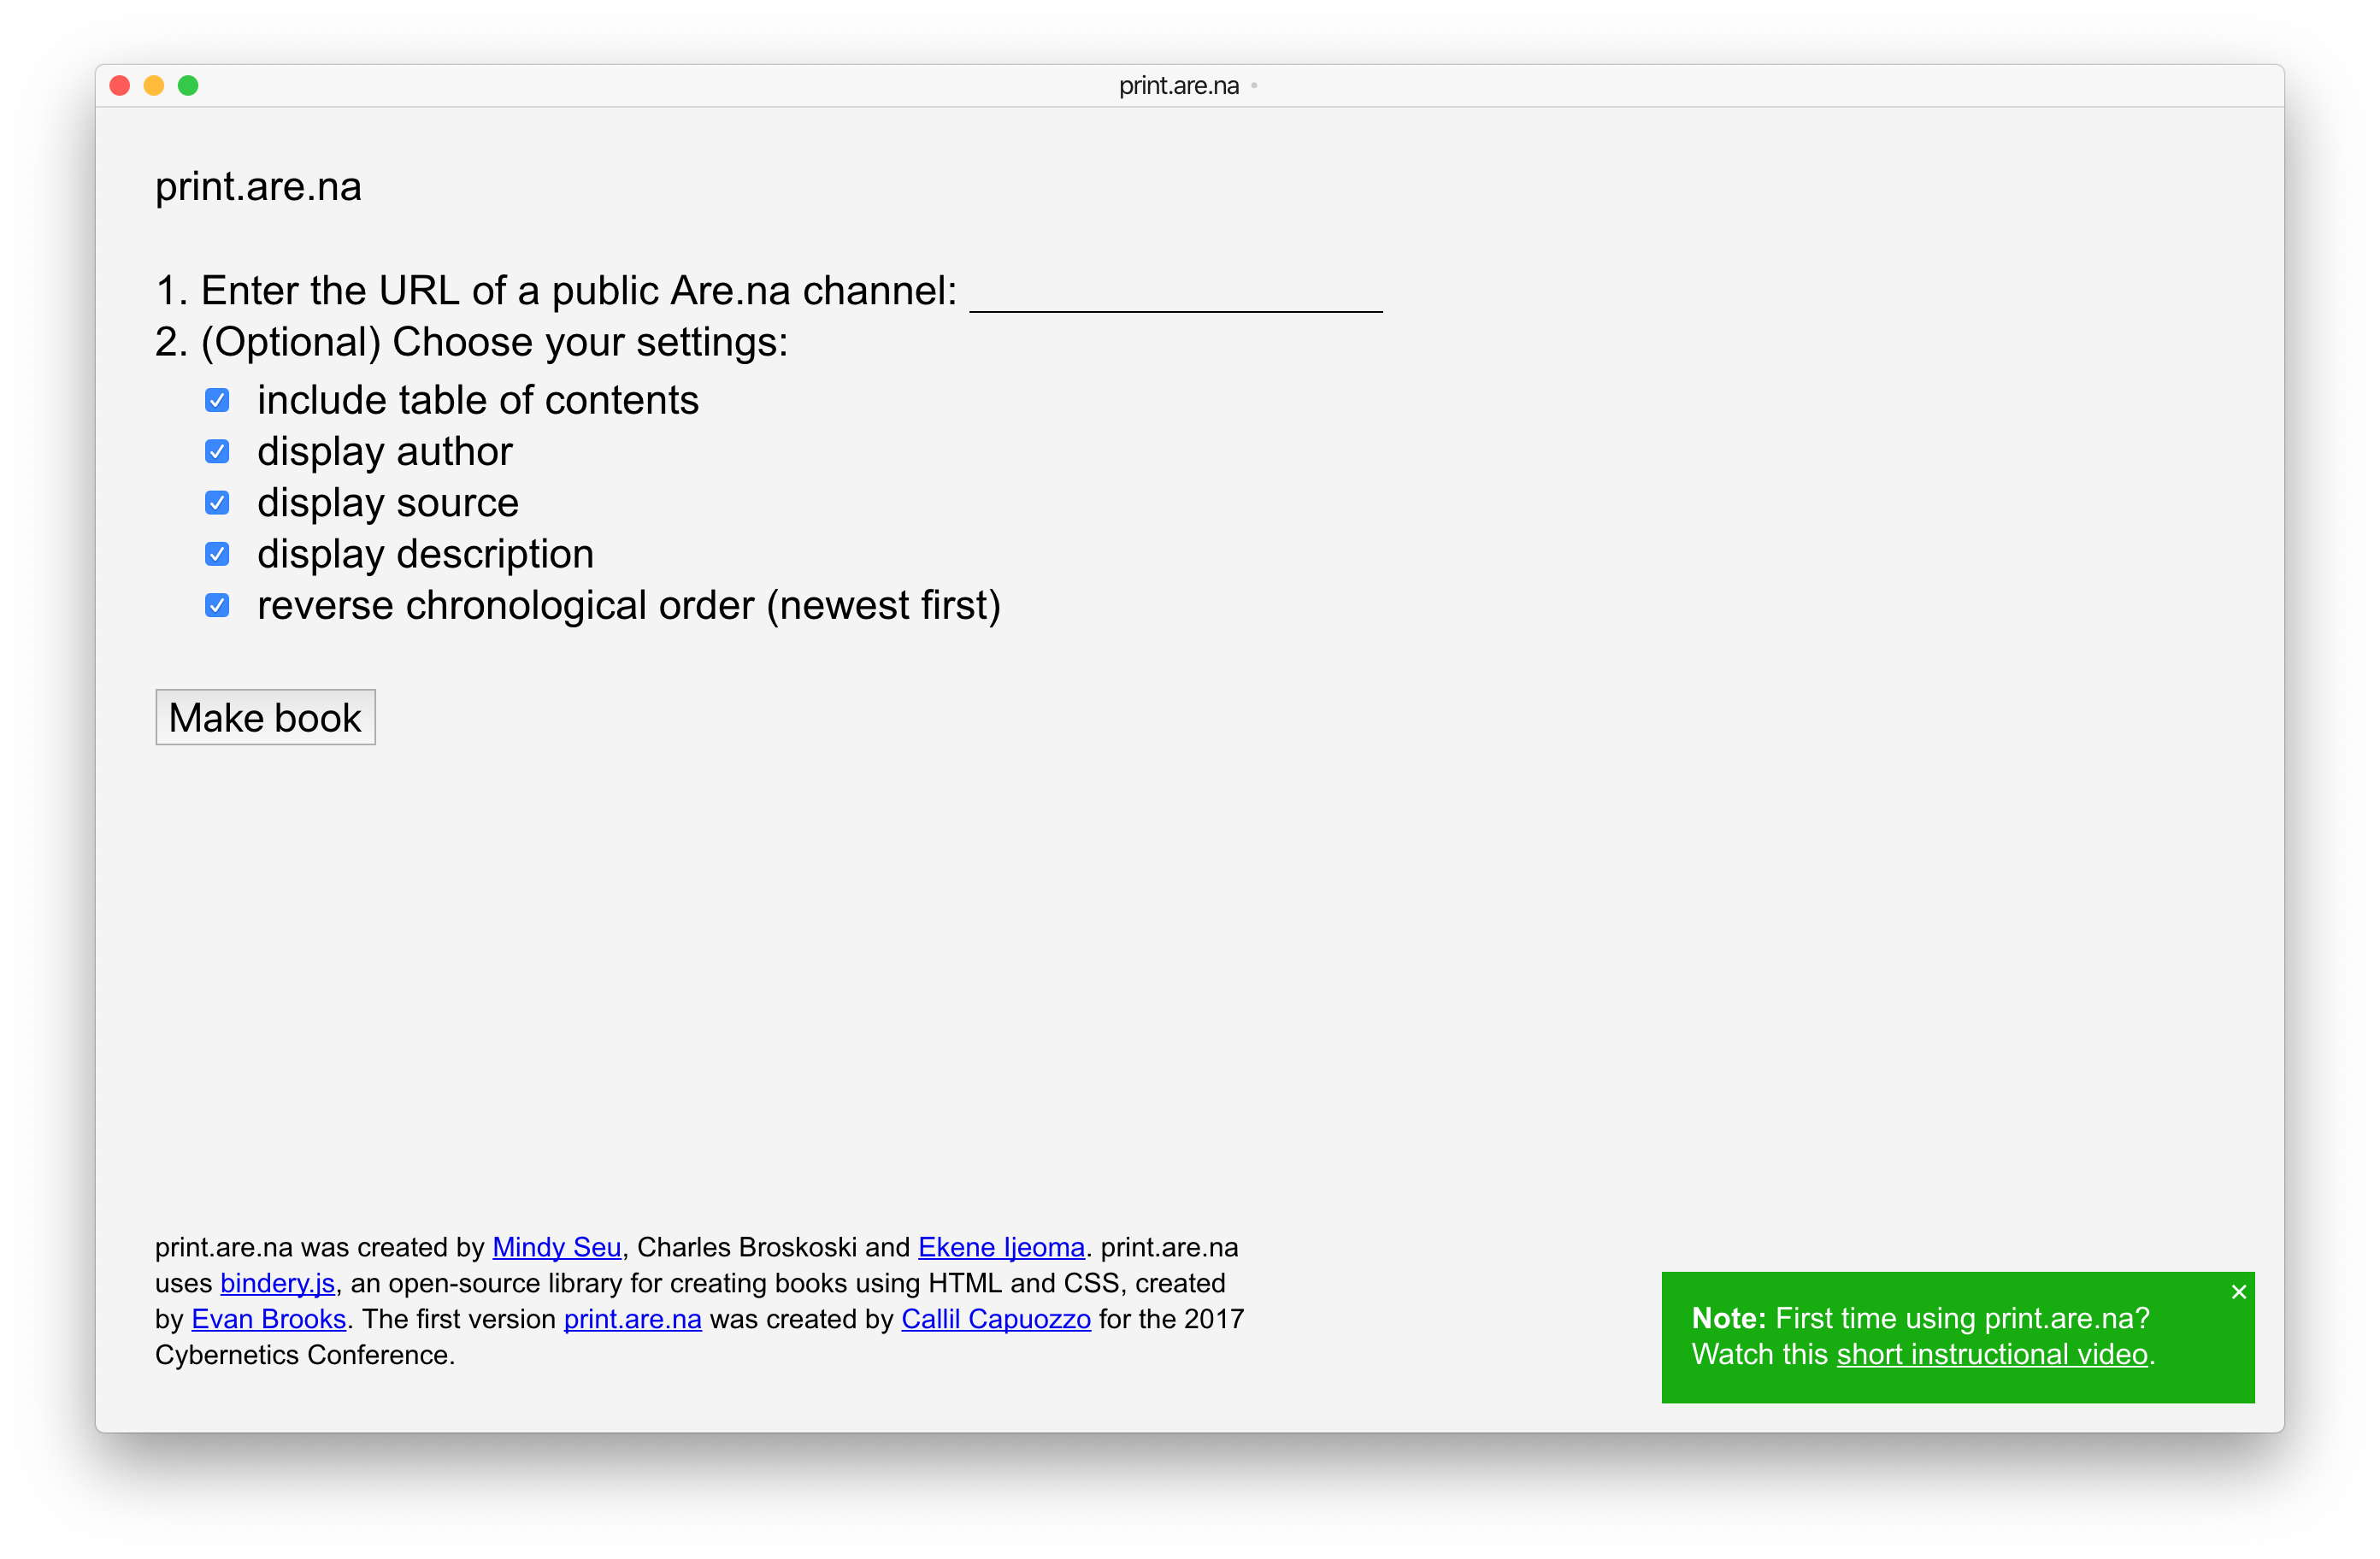 print.are.na
print.are.na
1. Enter the URL of a public Are.na channel:
2. (Optional) Choose your settings:
include table of contents
display author
display source
display description
reverse chronological order (newest first)
Make book
print.are.na was created by Mindy Seu, Charles Broskoski and Ekene Ijeoma. print.are.na
uses bindery.js, an open-source library for creating books using HTML and CSS, created
by Evan Brooks. The first version print.are.na was created by Callil Capuozzo for the 2017
Cybernetics Conference.
Note: First time using print.are.na?
Watch this short instructional video.